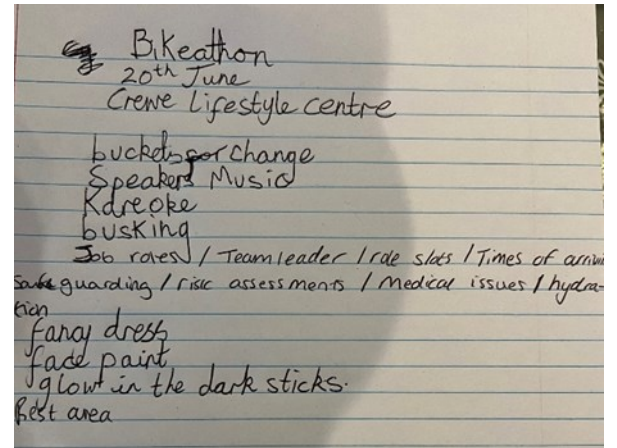 Bikeathon
20th June
Crewe Lifestyle centre
buckets for change
Speakers Music
Kareoke
busking
Job roles / Team leader / role slots / Times of
Safe guarding / risk assessments / Medical issues / hydra-
tion
fancy dress
face paint
glow in the dark sticks.
Rest area